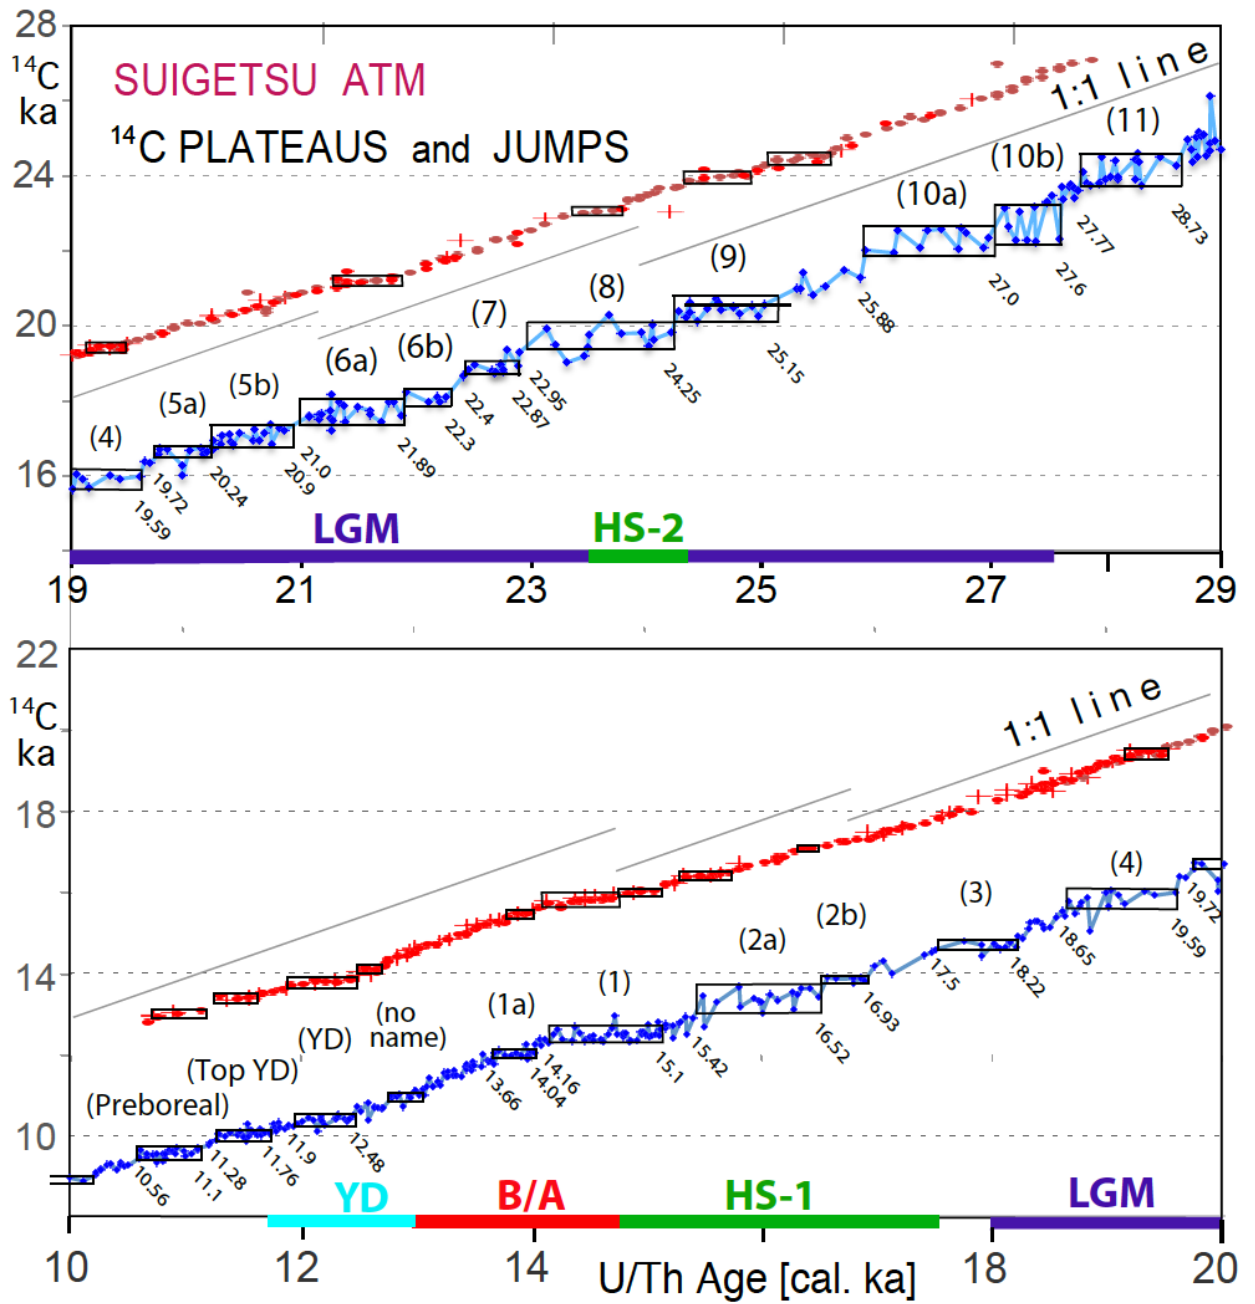 28
¹⁴C
ka
SUIGETSU ATM
¹⁴C PLATEAUS and JUMPS
1:1 line
24
20
16
(4)
(5a)
(5b)
(6a)
(6b)
(7)
(8)
(9)
(10a)
(10b)
(11)
19.59
19.72
20.24
20.9
21.0
21.89
22.3
22.4
22.87
22.95
24.25
25.15
25.88
27.0
27.6
27.77
28.73
LGM
HS-2
19
21
23
25
27
29
22
¹⁴C
ka
1:1 line
18
14
10
(Preboreal)
(Top YD)
(YD)
(no
name)
(1a)
(1)
(2a)
(2b)
(3)
(4)
10.56
11.1
11.28
11.76
11.9
12.48
13.66
14.04
14.16
15.1
15.42
16.52
16.93
17.5
18.22
18.65
19.59
19.72
YD
B/A
HS-1
LGM
10
12
14
U/Th Age [cal. ka]
18
20